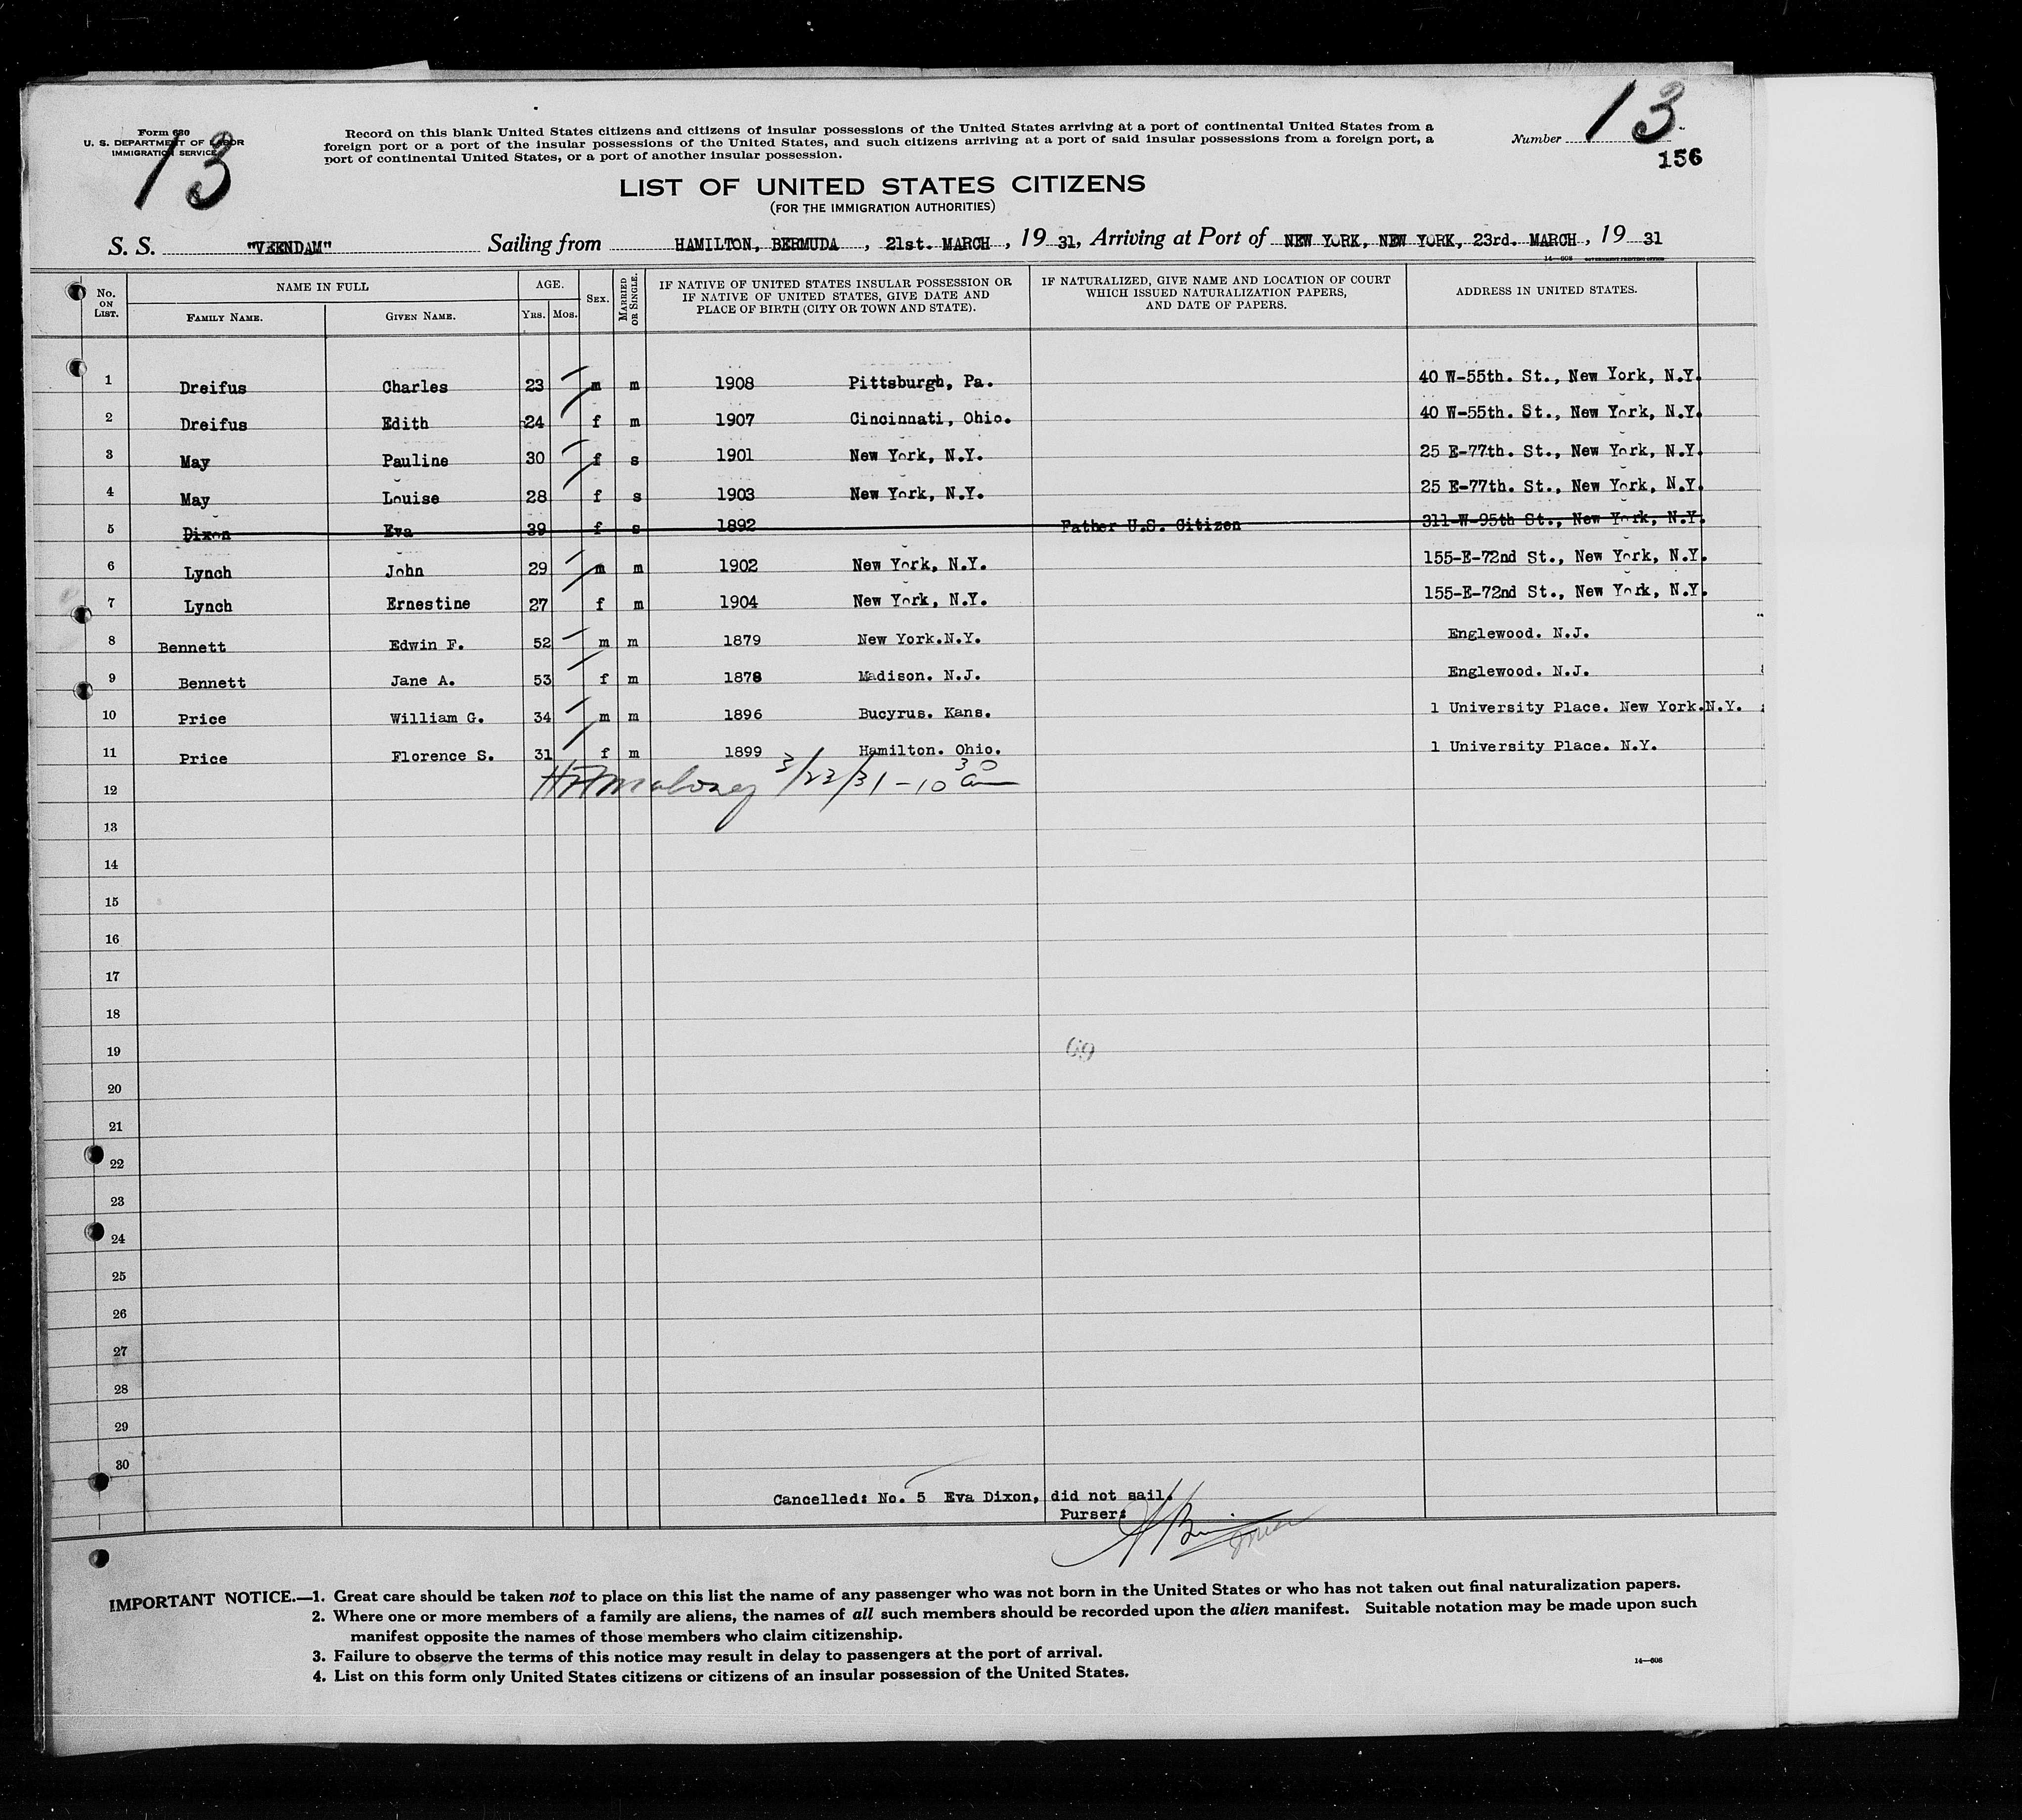 Form 630
U. S. DEPARTMENT OF LABOR
IMMIGRATION SERVICE
13
Record on this blank United States citizens and citizens of insular possessions of the United States arriving at a port of continental United States from a
foreign port or a port of the insular possessions of the United States, and such citizens arriving at a port of said insular possessions from a foreign port, a
port of continental United States, or a port of another insular possession.
Number 13
156
LIST OF UNITED STATES CITIZENS
(FOR THE IMMIGRATION AUTHORITIES)
S. S. "VEENDAM" Sailing from HAMILTON, BERMUDA, 21st. MARCH, 19 31, Arriving at Port of NEW YORK, NEW YORK, 23rd. MARCH, 19 31
14—608 GOVERNMENT PRINTING OFFICE
No. ON LIST. NAME IN FULL AGE. SEX. MARRIED OR SINGLE. IF NATIVE OF UNITED STATES INSULAR POSSESSION OR IF NATIVE OF UNITED STATES, GIVE DATE AND PLACE OF BIRTH (CITY OR TOWN AND STATE). IF NATURALIZED, GIVE NAME AND LOCATION OF COURT WHICH ISSUED NATURALIZATION PAPERS, AND DATE OF PAPERS. ADDRESS IN UNITED STATES.
FAMILY NAME. GIVEN NAME. YRS. MOS.
1 Dreifus Charles 23 m m 1908 Pittsburgh, Pa. 40 W-55th. St., New York, N.Y.
2 Dreifus Edith 24 f m 1907 Cincinnati, Ohio. 40 W-55th. St., New York, N.Y.
3 May Pauline 30 f s 1901 New York, N.Y. 25 E-77th. St., New York, N.Y.
4 May Louise 28 f s 1903 New York, N.Y. 25 E-77th. St., New York, N.Y.
5 Dixon Eva 39 f s 1892 Father U.S. Citizen 311-W-95th St., New York, N.Y.
6 Lynch John 29 m m 1902 New York, N.Y. 155-E-72nd St., New York, N.Y.
7 Lynch Ernestine 27 f m 1904 New York, N.Y. 155-E-72nd St., New York, N.Y.
8 Bennett Edwin F. 52 m m 1879 New York.N.Y. Englewood. N.J.
9 Bennett Jane A. 53 f m 1878 Madison. N.J. Englewood. N.J.
10 Price William G. 34 m m 1896 Bucyrus. Kans. 1 University Place. New York.N.Y.
11 Price Florence S. 31 f m 1899 Hamilton. Ohio. 1 University Place. N.Y.
12 Maloney 3/23/31 - 10 30 am
13
14
15
16
17
18
19
20
21
22
23
24
25
26
27
28
29
30
Cancelled: No. 5 Eva Dixon, did not sail.
Purser:
IMPORTANT NOTICE.—1. Great care should be taken not to place on this list the name of any passenger who was not born in the United States or who has not taken out final naturalization papers.
2. Where one or more members of a family are aliens, the names of all such members should be recorded upon the alien manifest. Suitable notation may be made upon such
manifest opposite the names of those members who claim citizenship.
3. Failure to observe the terms of this notice may result in delay to passengers at the port of arrival.
4. List on this form only United States citizens or citizens of an insular possession of the United States.
14—608